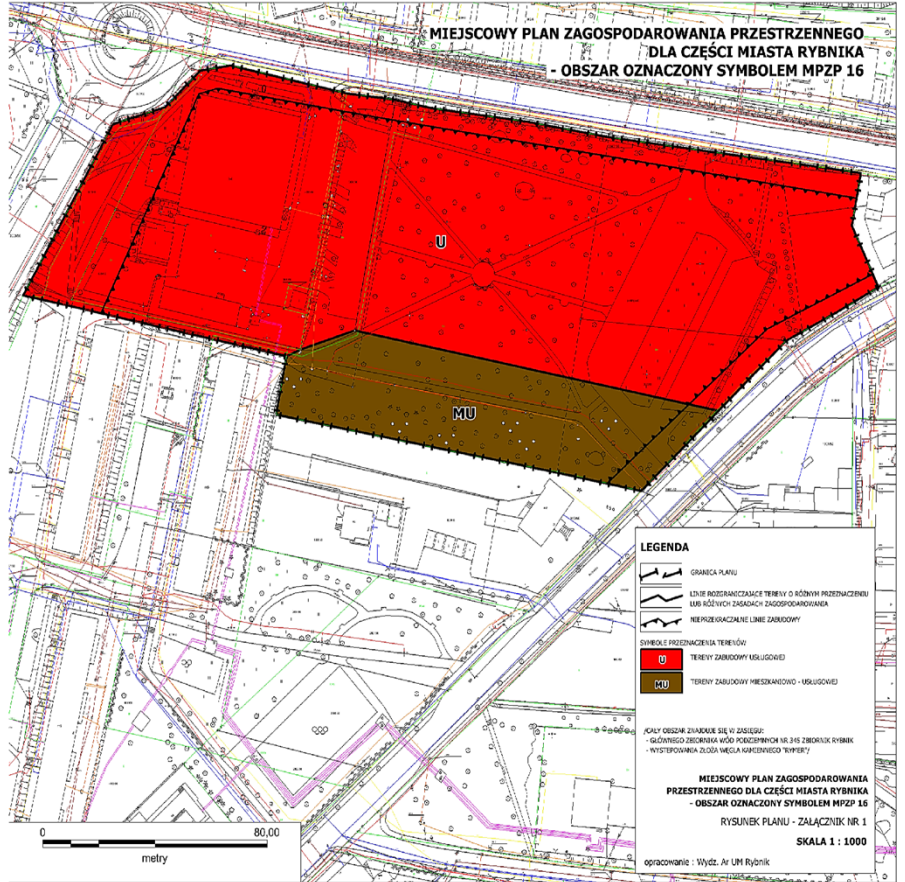 MIEJSCOWY PLAN ZAGOSPODAROWANIA PRZESTRZENNEGO
DLA CZĘŚCI MIASTA RYBNIKA
- OBSZAR OZNACZONY SYMBOLEM MPZP 16
U
MU
LEGENDA
GRANICA PLANU
LINIE ROZGRANICZAJĄCE TERENY O RÓŻNYM PRZEZNACZENIU
LUB RÓŻNYCH ZASADACH ZAGOSPODAROWANIA
NIEPRZEKRACZALNE LINIE ZABUDOWY
SYMBOLE PRZEZNACZENIA TERENÓW
U TERENY ZABUDOWY USŁUGOWEJ
MU TERENY ZABUDOWY MIESZKANIOWO - USŁUGOWEJ
/CAŁY OBSZAR ZNAJDUJE SIĘ W ZASIĘGU:
- GŁÓWNEGO ZBIORNIKA WÓD PODZIEMNYCH NR 345 ZBIORNIK RYBNIK
- WYSTĘPOWANIA ZŁOŻA WĘGLA KAMIENNEGO "RYMER"/
MIEJSCOWY PLAN ZAGOSPODAROWANIA
PRZESTRZENNEGO DLA CZĘŚCI MIASTA RYBNIKA
- OBSZAR OZNACZONY SYMBOLEM MPZP 16
RYSUNEK PLANU - ZAŁĄCZNIK NR 1
SKALA 1 : 1000
opracowanie : Wydz. Ar UM Rybnik
0 80,00
metry